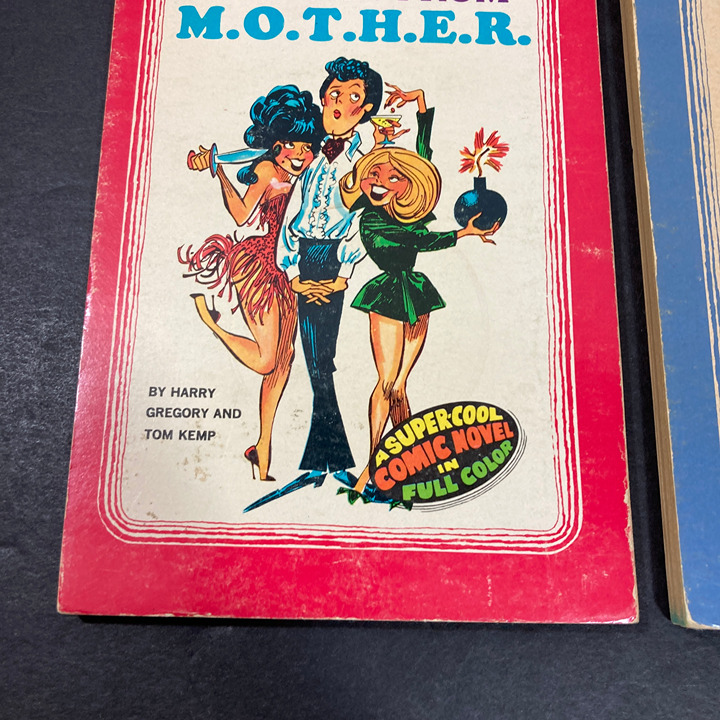 M.O.T.H.E.R.
BY HARRY
GREGORY AND
TOM KEMP
A SUPER-COOL
COMIC NOVEL
IN
FULL COLOR